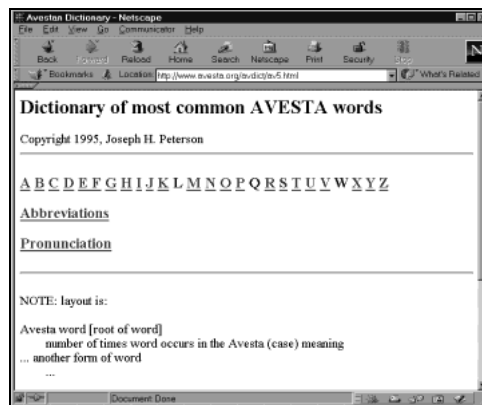 Avestan Dictionary - Netscape
File Edit View Go Communicator Help
Back Forward Reload Home Search Netscape Print Security Stop
Bookmarks Location: http://www.avesta.org/avdict/av5.html What's Related
Dictionary of most common AVESTA words
Copyright 1995, Joseph H. Peterson
A B C D E F G H I J K L M N O P Q R S T U V W X Y Z
Abbreviations
Pronunciation
NOTE: layout is:
Avesta word [root of word]
number of times word occurs in the Avesta (case) meaning
... another form of word
...
Document Done